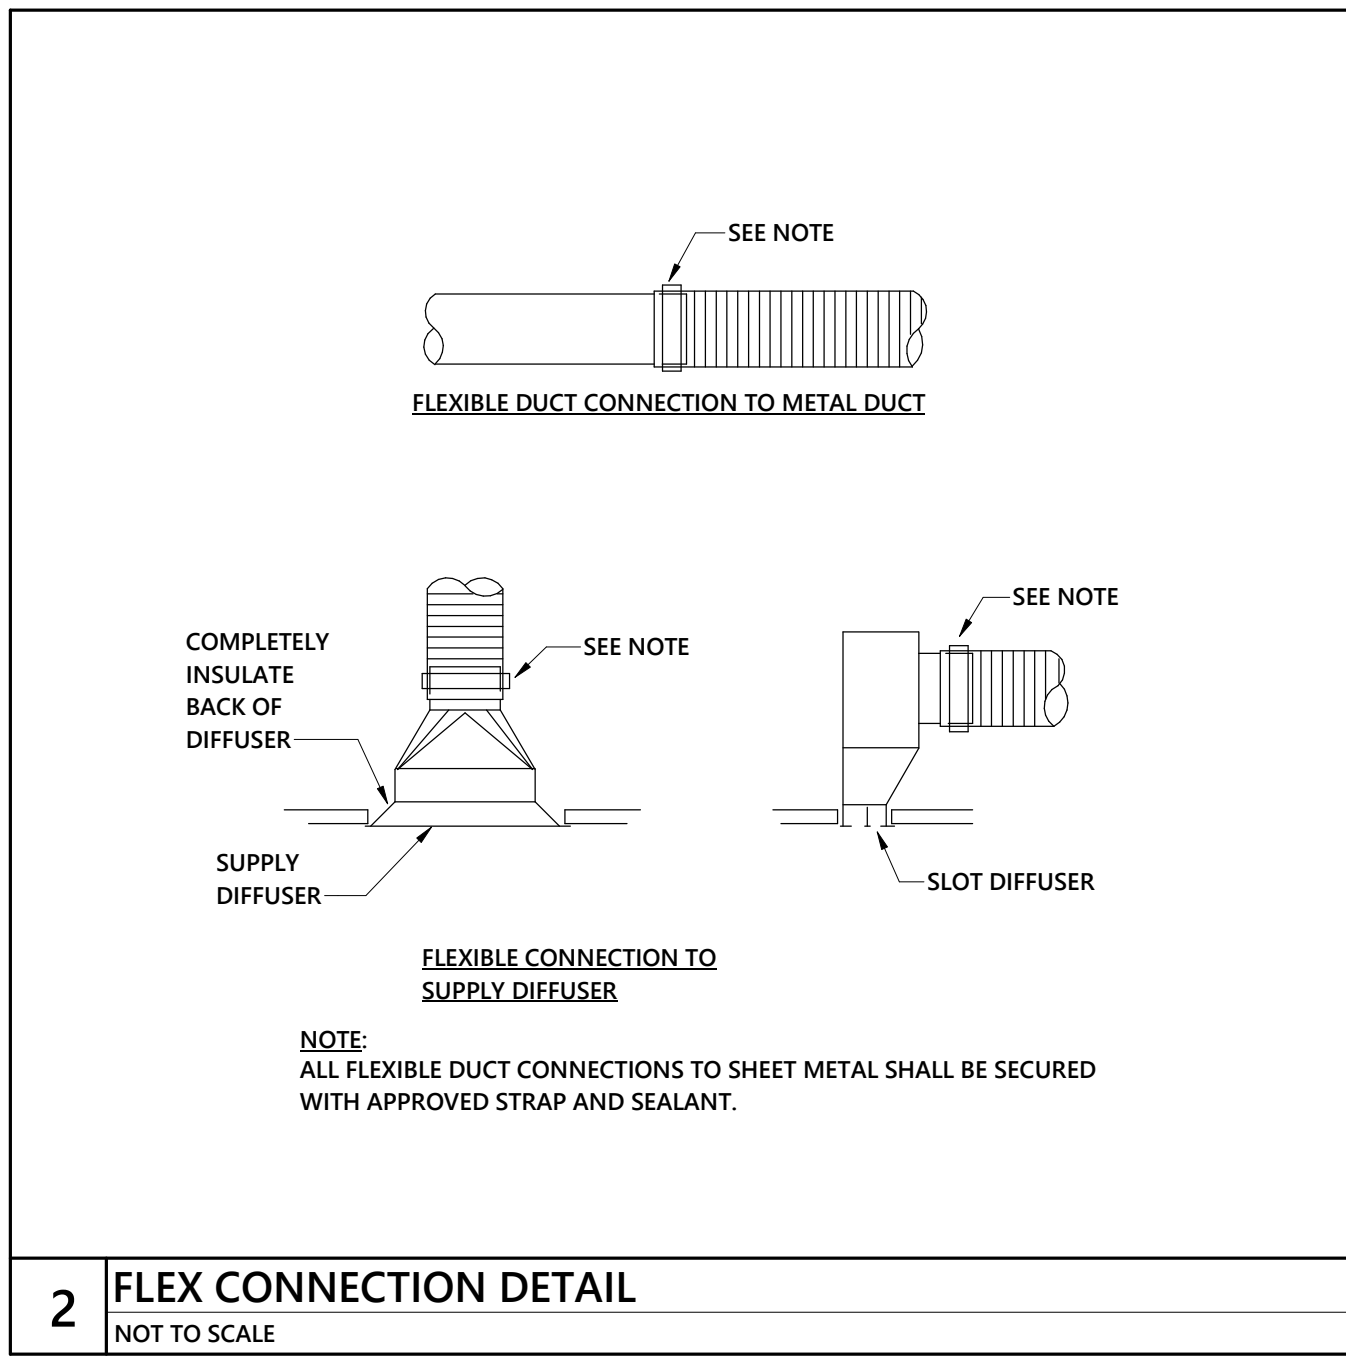 SEE NOTE
FLEXIBLE DUCT CONNECTION TO METAL DUCT
COMPLETELY
INSULATE
BACK OF
DIFFUSER
SEE NOTE
SUPPLY
DIFFUSER
SEE NOTE
SLOT DIFFUSER
FLEXIBLE CONNECTION TO
SUPPLY DIFFUSER
NOTE:
ALL FLEXIBLE DUCT CONNECTIONS TO SHEET METAL SHALL BE SECURED
WITH APPROVED STRAP AND SEALANT.
2
FLEX CONNECTION DETAIL
NOT TO SCALE